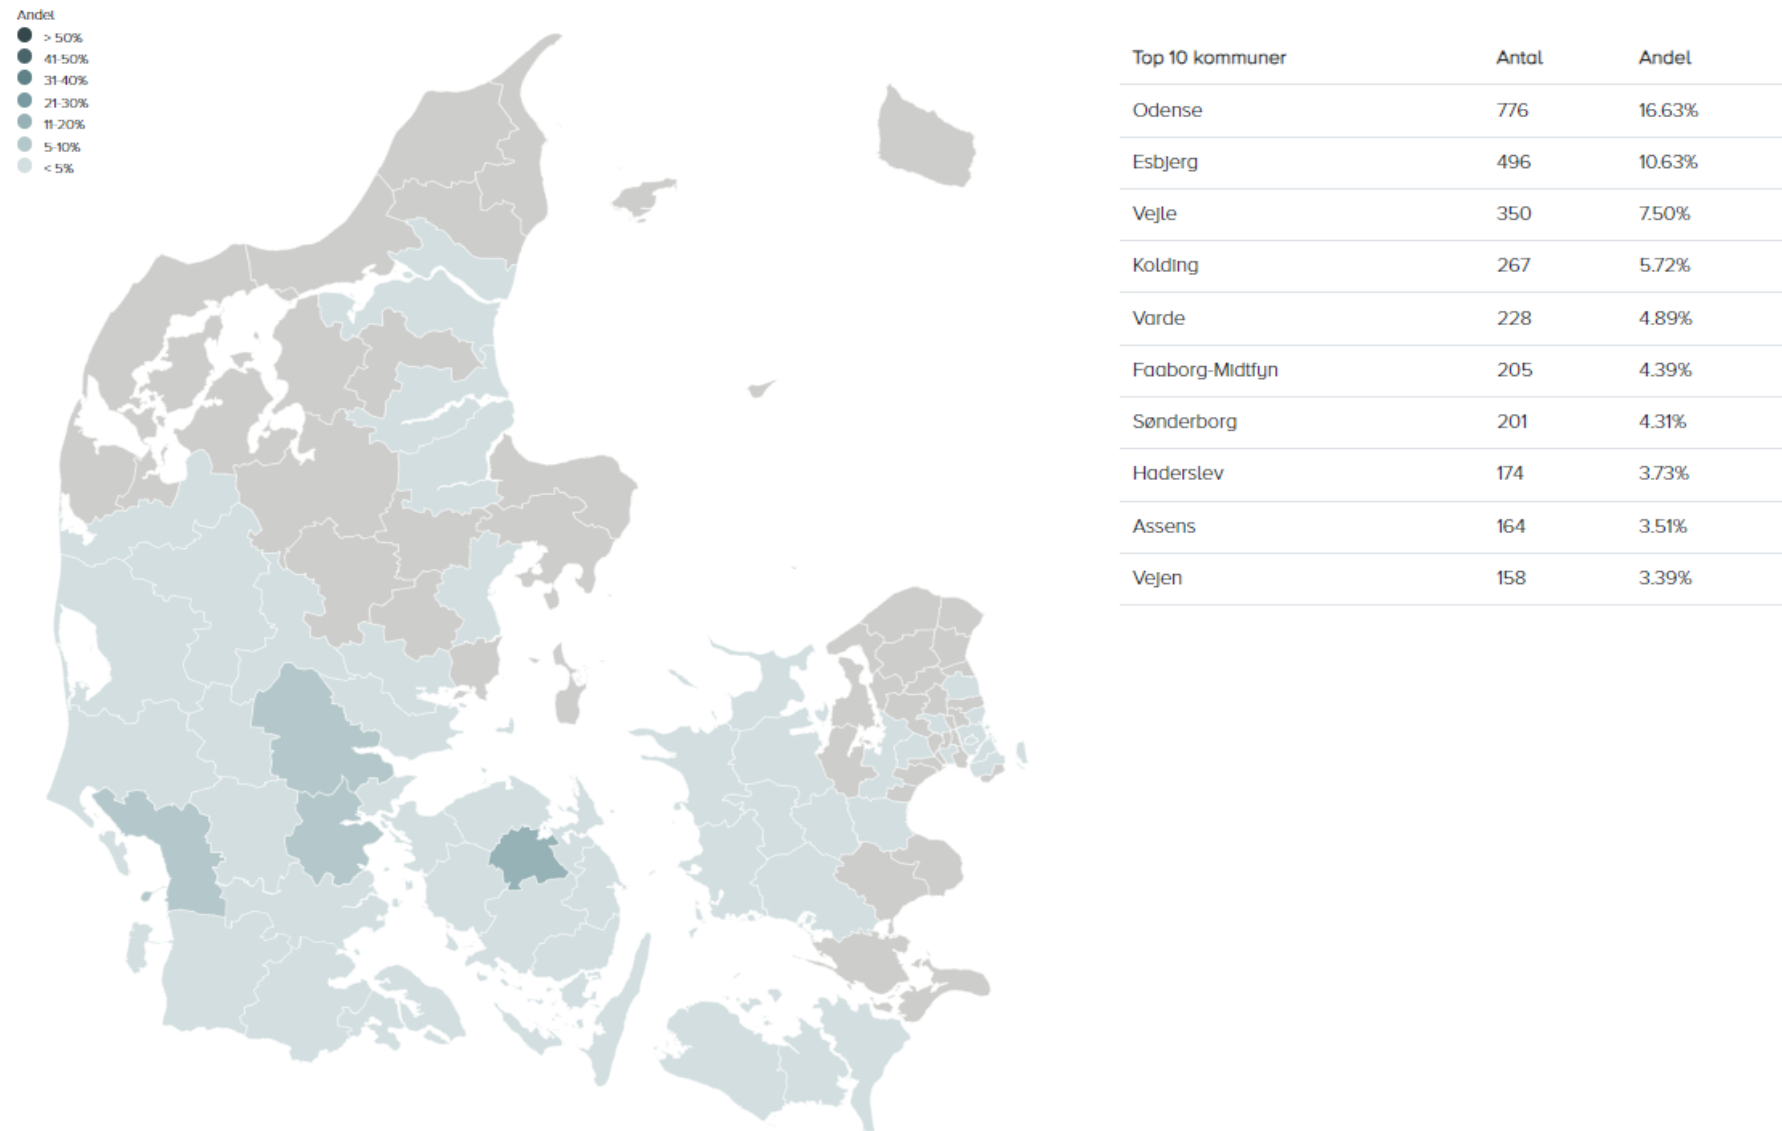 Andel
> 50%
41-50%
31-40%
21-30%
11-20%
5-10%
< 5%
Top 10 kommuner Antal Andel
Odense 776 16.63%
Esbjerg 496 10.63%
Vejle 350 7.50%
Kolding 267 5.72%
Varde 228 4.89%
Faaborg-Midtfyn 205 4.39%
Sønderborg 201 4.31%
Haderslev 174 3.73%
Assens 164 3.51%
Vejen 158 3.39%